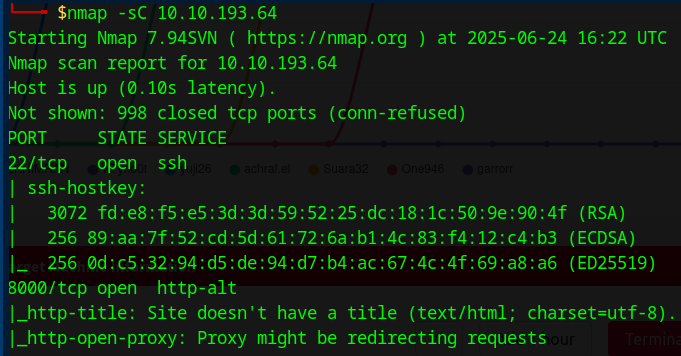 $nmap -sC 10.10.193.64
Starting Nmap 7.94SVN ( https://nmap.org ) at 2025-06-24 16:22 UTC
Nmap scan report for 10.10.193.64
Host is up (0.10s latency).
Not shown: 998 closed tcp ports (conn-refused)
PORT     STATE SERVICE
22/tcp   open  ssh
achraf.el Suara32 One946 garrorr
| ssh-hostkey:
|   3072 fd:e8:f5:e5:3d:3d:59:52:25:dc:18:1c:50:9e:90:4f (RSA)
|   256 89:aa:7f:52:cd:5d:61:72:6a:b1:4c:83:f4:12:c4:b3 (ECDSA)
|_  256 0d:c5:32:94:d5:de:94:d7:b4:ac:67:4c:4f:69:a8:a6 (ED25519)
8000/tcp open  http-alt
|_http-title: Site doesn't have a title (text/html; charset=utf-8).
|_http-open-proxy: Proxy might be redirecting requests